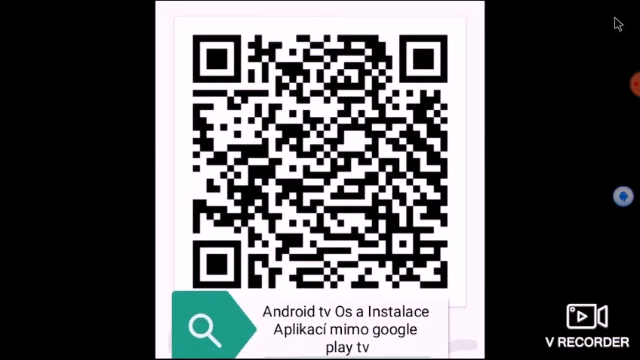 Android tv Os a Instalace
Aplikací mimo google
play tv
V RECORDER